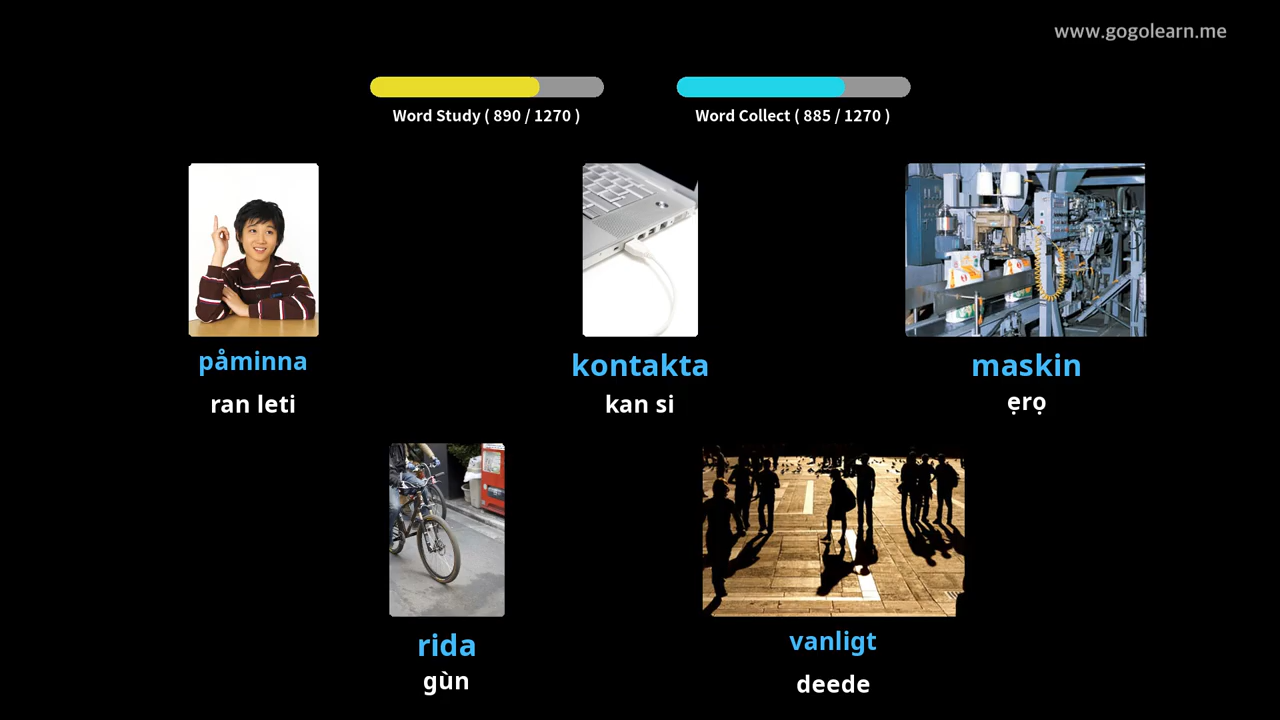 www.gogolearn.me
Word Study ( 890 / 1270 )
Word Collect ( 885 / 1270 )
påminna
kontakta
maskin
ran leti
kan si
ẹrọ
rida
vanligt
gùn
deede